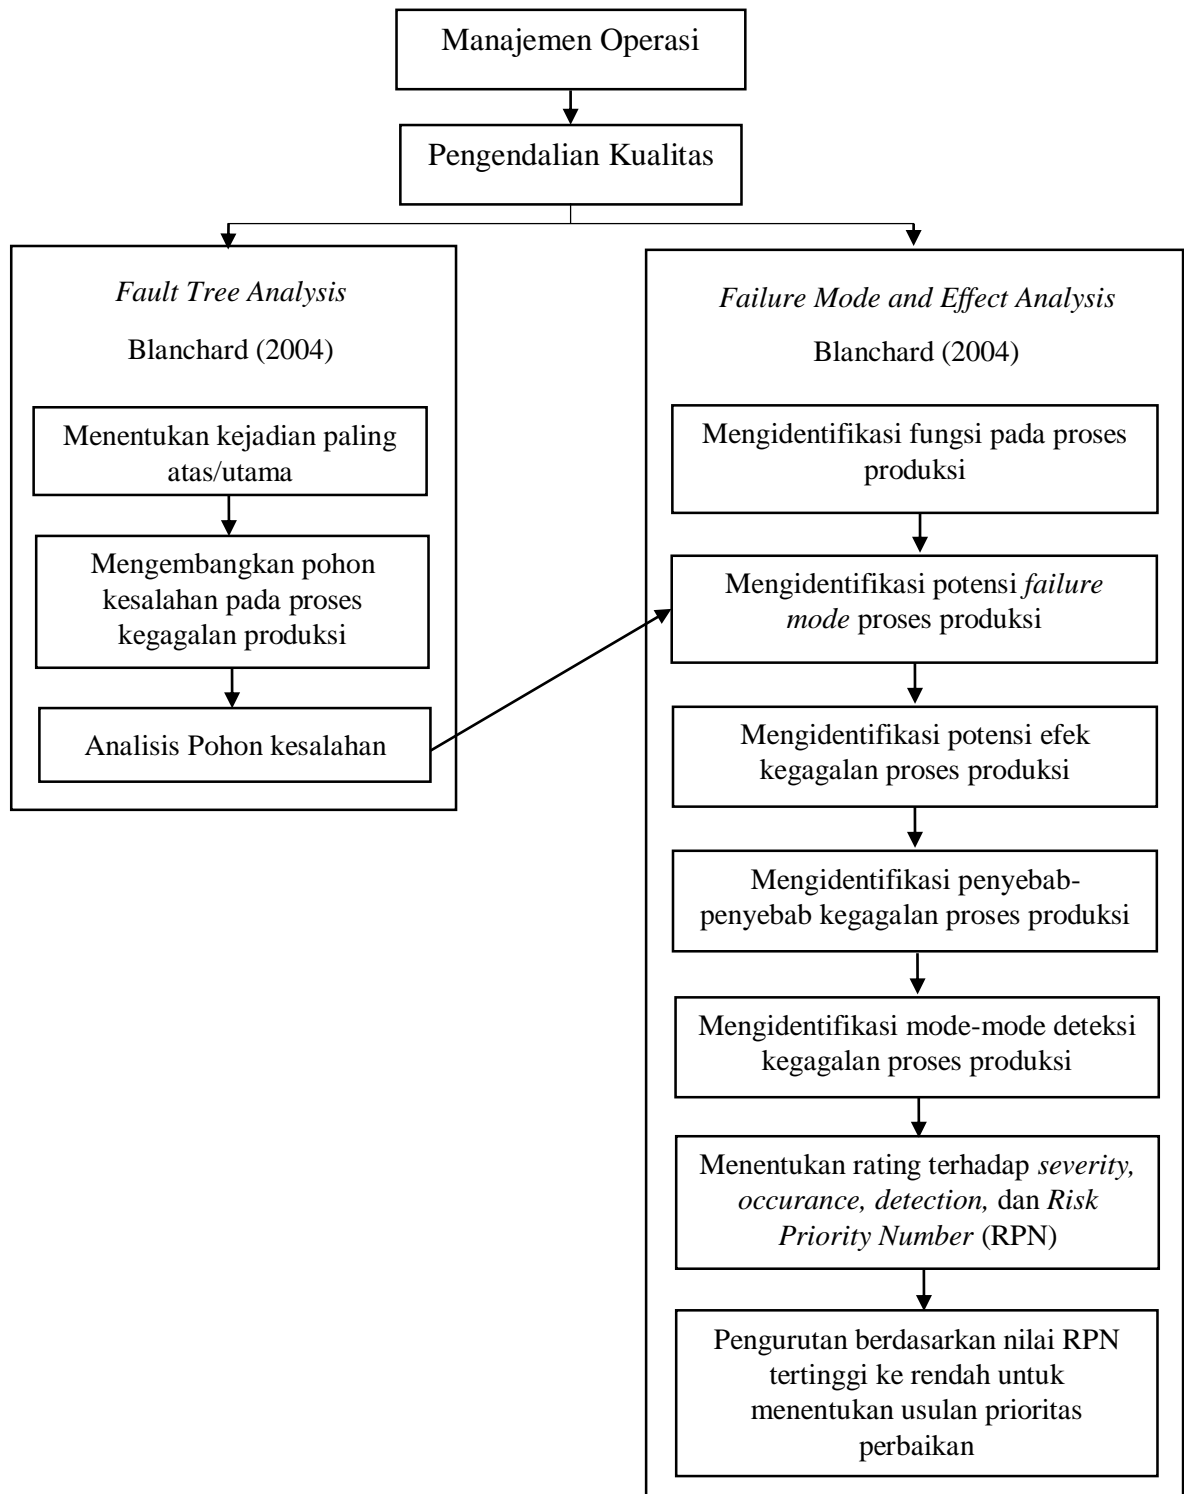 Manajemen Operasi
Pengendalian Kualitas
Fault Tree Analysis
Blanchard (2004)
Menentukan kejadian paling
atas/utama
Mengembangkan pohon
kesalahan pada proses
kegagalan produksi
Analisis Pohon kesalahan
Failure Mode and Effect Analysis
Blanchard (2004)
Mengidentifikasi fungsi pada proses
produksi
Mengidentifikasi potensi failure
mode proses produksi
Mengidentifikasi potensi efek
kegagalan proses produksi
Mengidentifikasi penyebab-
penyebab kegagalan proses produksi
Mengidentifikasi mode-mode deteksi
kegagalan proses produksi
Menentukan rating terhadap severity,
occurance, detection, dan Risk
Priority Number (RPN)
Pengurutan berdasarkan nilai RPN
tertinggi ke rendah untuk
menentukan usulan prioritas
perbaikan